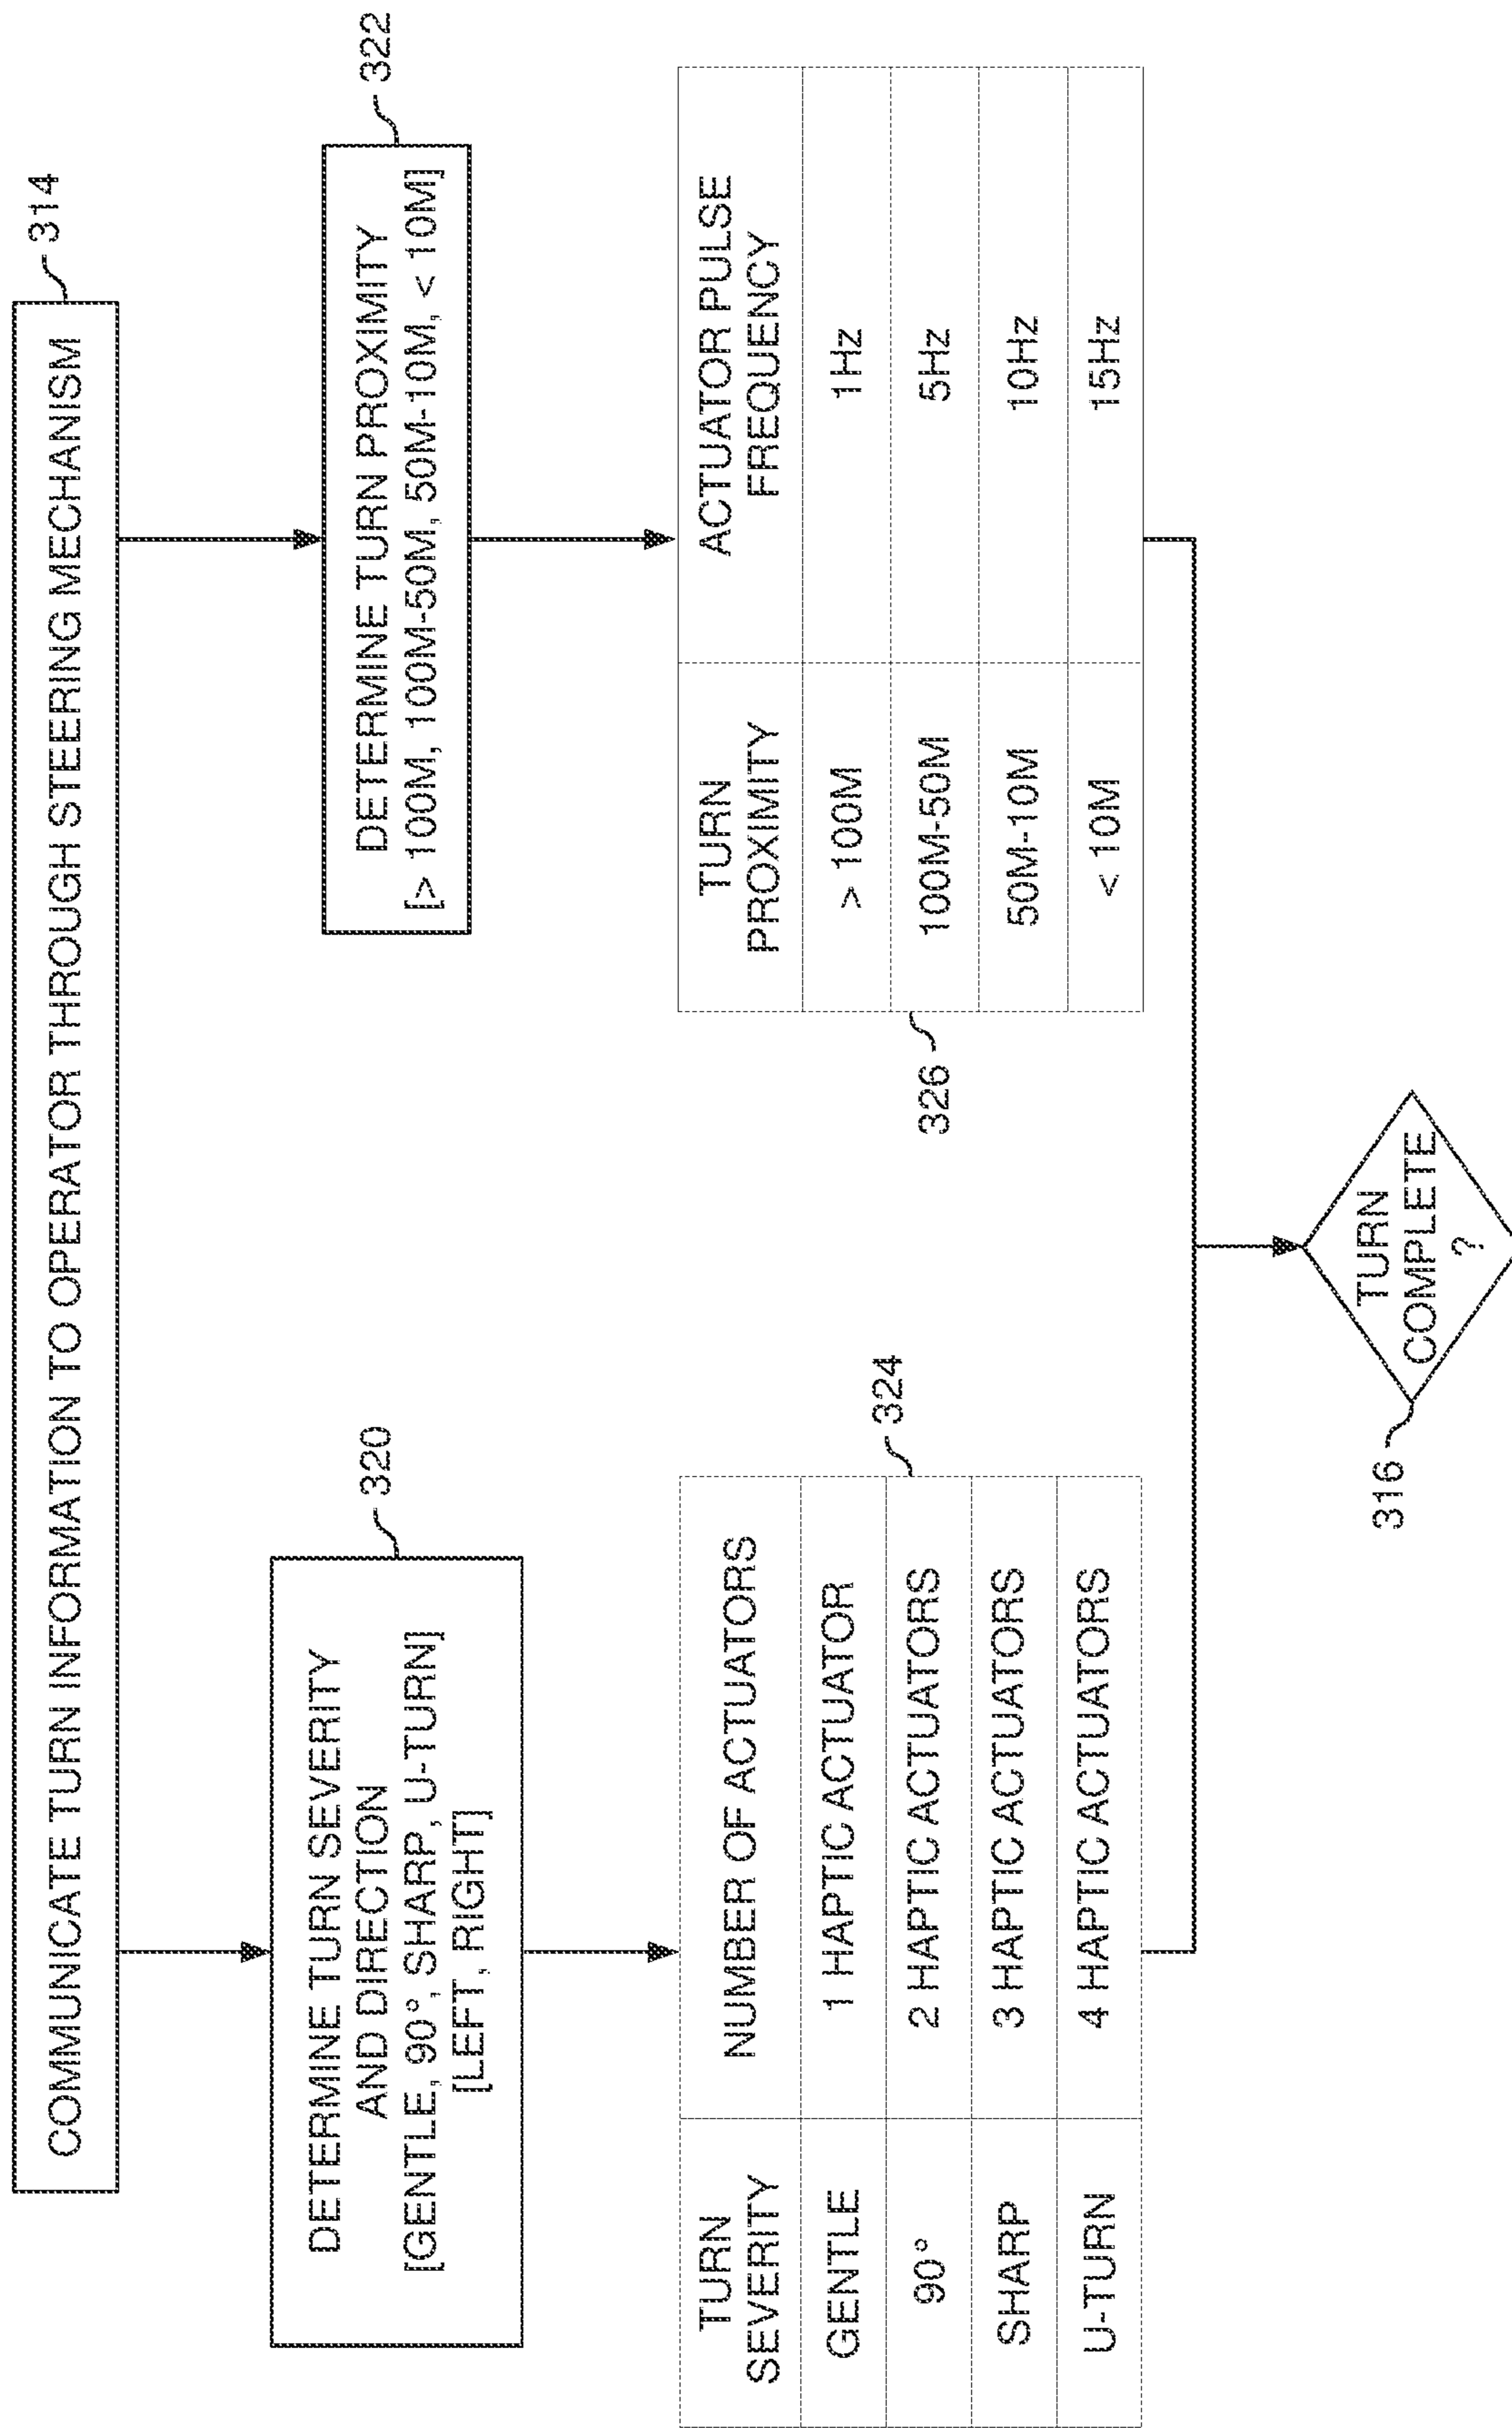 COMMUNICATE TURN INFORMATION TO OPERATOR THROUGH STEERING MECHANISM
314
DETERMINE TURN SEVERITY
AND DIRECTION
[GENTLE, 90°, SHARP, U-TURN]
[LEFT, RIGHT]
320
DETERMINE TURN PROXIMITY
[> 100M, 100M-50M, 50M-10M, < 10M]
322
TURN
SEVERITY
NUMBER OF ACTUATORS
GENTLE
1 HAPTIC ACTUATOR
90°
2 HAPTIC ACTUATORS
SHARP
3 HAPTIC ACTUATORS
U-TURN
4 HAPTIC ACTUATORS
324
TURN
PROXIMITY
ACTUATOR PULSE
FREQUENCY
> 100M
1Hz
100M-50M
5Hz
50M-10M
10Hz
< 10M
15Hz
326
316
TURN
COMPLETE
?